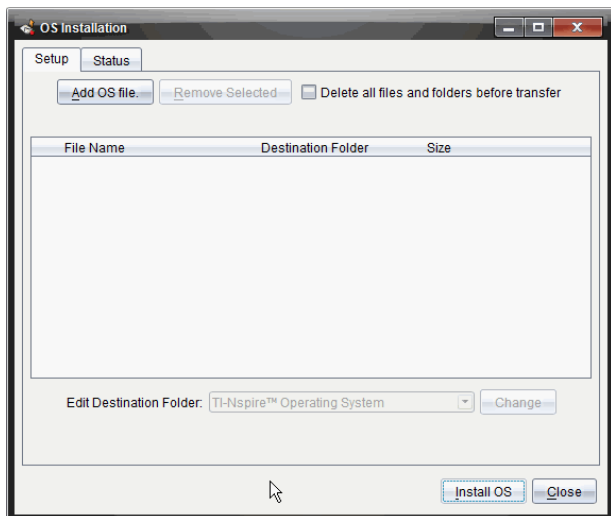 OS Installation
Setup Status
Add OS file. Remove Selected Delete all files and folders before transfer
File Name Destination Folder Size
Edit Destination Folder: TI-Nspire™ Operating System Change
Install OS Close